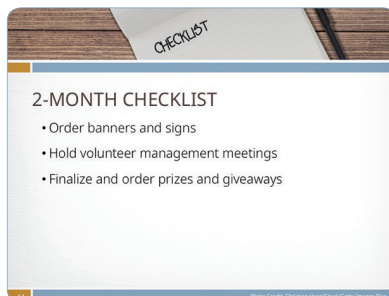 CHECKLIST
2-MONTH CHECKLIST
• Order banners and signs
• Hold volunteer management meetings
• Finalize and order prizes and giveaways